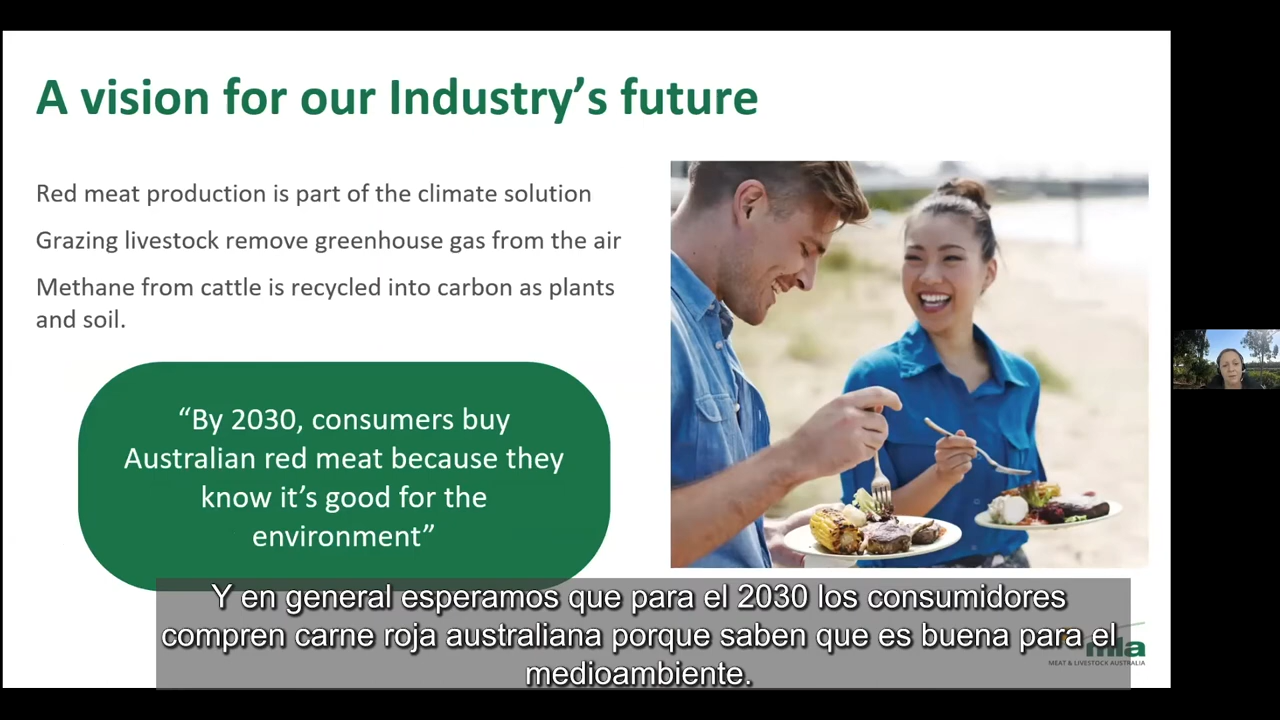 A vision for our Industry's future
Red meat production is part of the climate solution
Grazing livestock remove greenhouse gas from the air
Methane from cattle is recycled into carbon as plants
and soil.
“By 2030, consumers buy
Australian red meat because they
know it’s good for the
environment”
Y en general esperamos que para el 2030 los consumidores
compren carne roja australiana porque saben que es buena para el
medioambiente.
mla
MEAT & LIVESTOCK AUSTRALIA